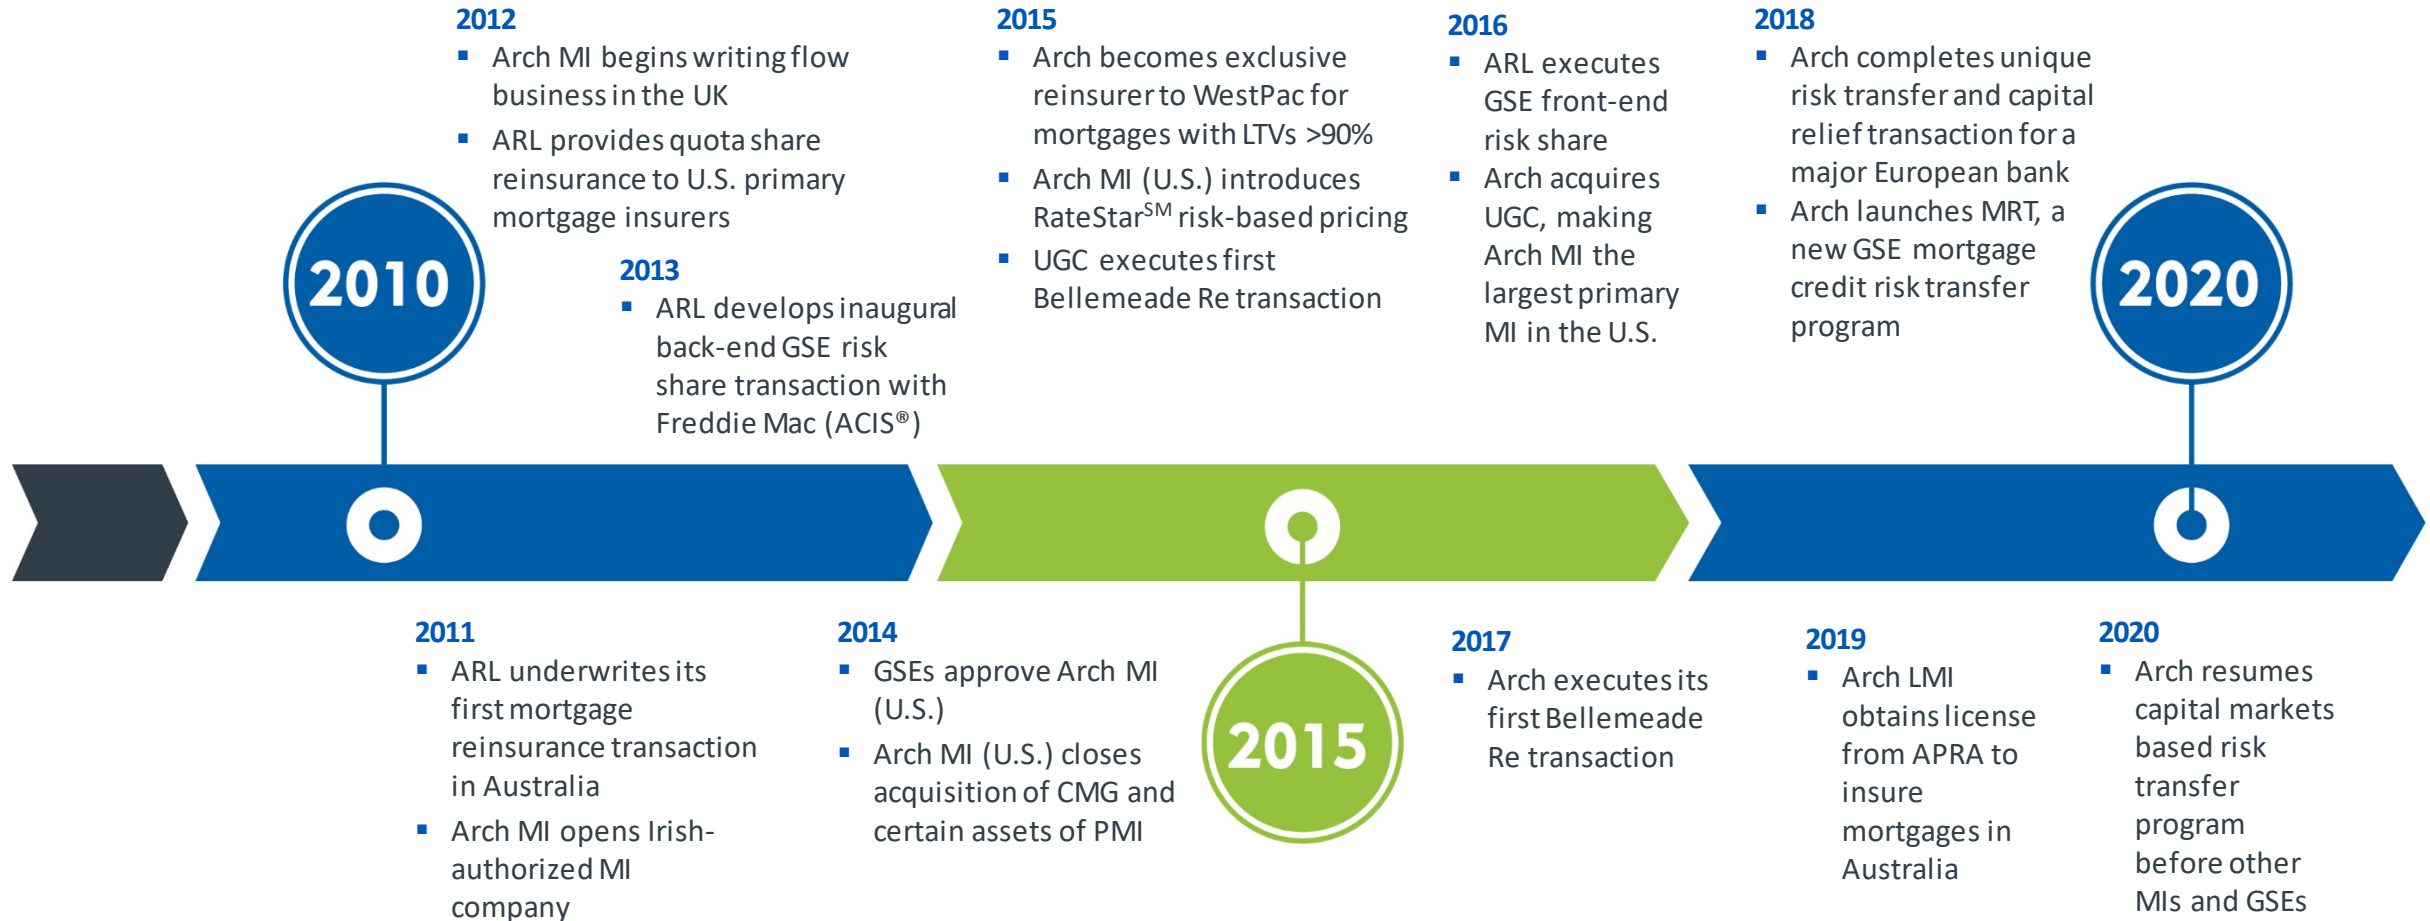 2012
▪ Arch MI begins writing flow
business in the UK
▪ ARL provides quota share
reinsurance to U.S. primary
mortgage insurers
2010
2013
▪ ARL develops inaugural
back-end GSE risk
share transaction with
Freddie Mac (ACIS®)
2015
▪ Arch becomes exclusive
reinsurer to WestPac for
mortgages with LTVs >90%
▪ Arch MI (U.S.) introduces
RateStar℠ risk-based pricing
▪ UGC executes first
Bellemeade Re transaction
2016
▪ ARL executes
GSE front-end
risk share
▪ Arch acquires
UGC, making
Arch MI the
largest primary
MI in the U.S.
2018
▪ Arch completes unique
risk transfer and capital
relief transaction for a
major European bank
▪ Arch launches MRT, a
new GSE mortgage
credit risk transfer
program
2020
2011
▪ ARL underwrites its
first mortgage
reinsurance transaction
in Australia
▪ Arch MI opens Irish-
authorized MI
company
2014
▪ GSEs approve Arch MI
(U.S.)
▪ Arch MI (U.S.) closes
acquisition of CMG and
certain assets of PMI
2015
2017
▪ Arch executes its
first Bellemeade
Re transaction
2019
▪ Arch LMI
obtains license
from APRA to
insure
mortgages in
Australia
2020
▪ Arch resumes
capital markets
based risk
transfer
program
before other
MIs and GSEs